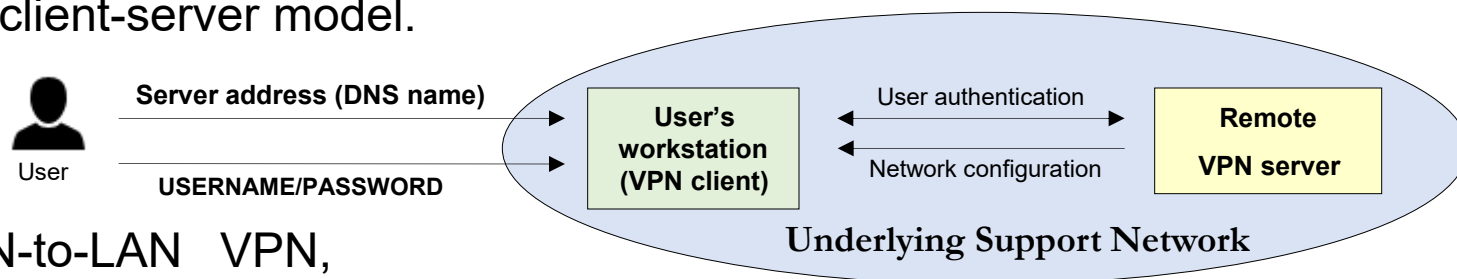 client-server model.
Server address (DNS name)
User
USERNAME/PASSWORD
User's
workstation
(VPN client)
User authentication
Network configuration
Remote
VPN server
Underlying Support Network
N-to-LAN VPN,